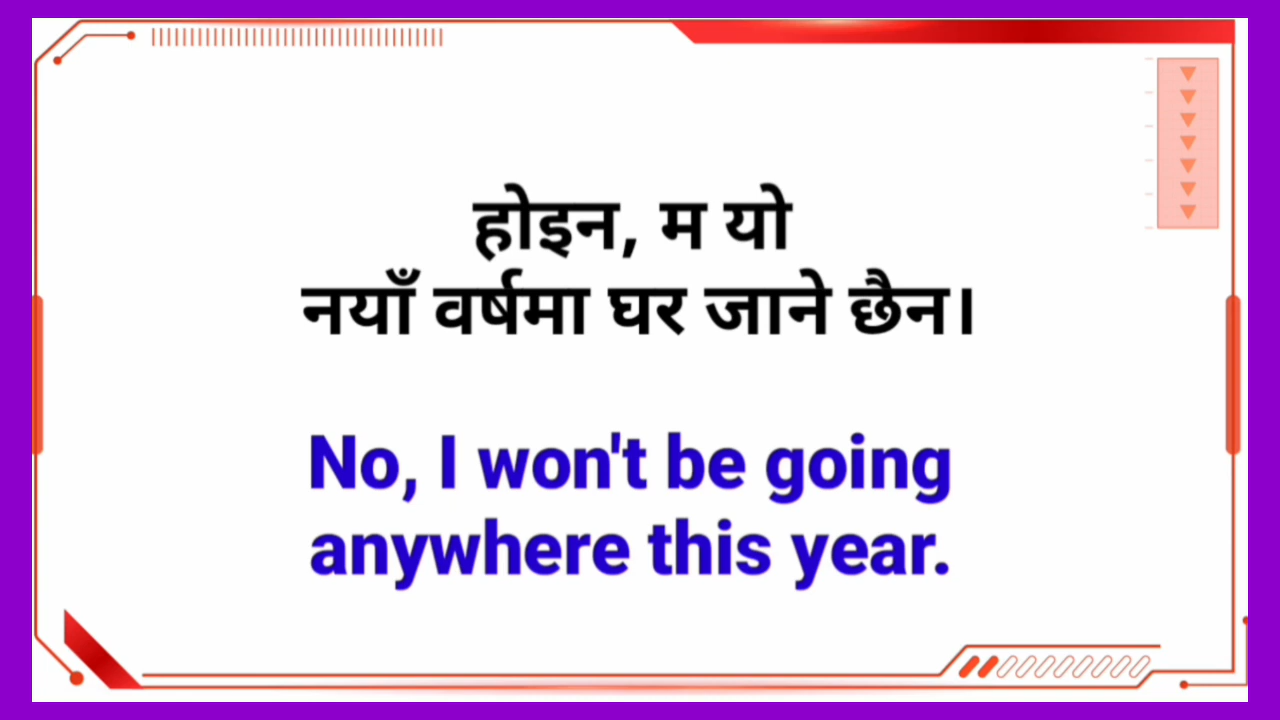 होइन, म यो
नयाँ वर्षमा घर जाने छैन।
No, I won't be going
anywhere this year.